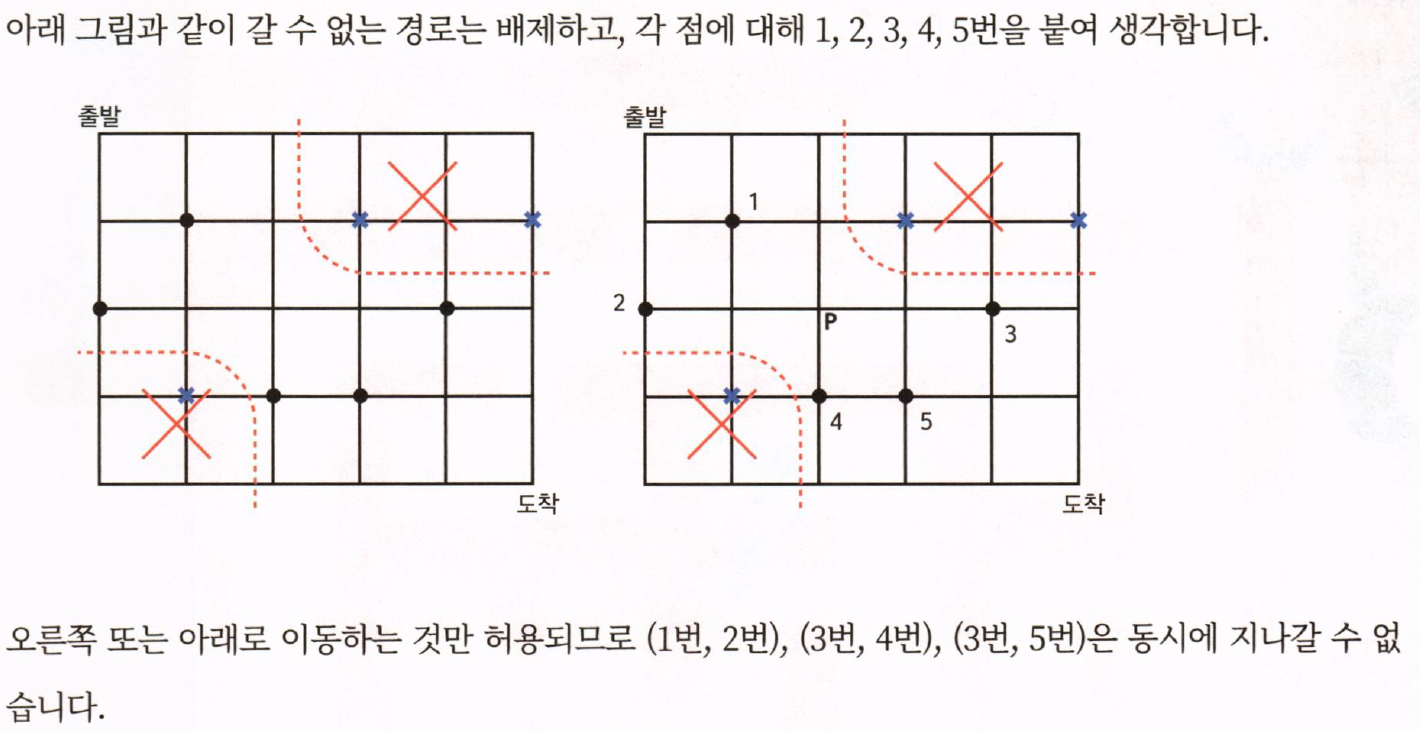 아래 그림과 같이 갈 수 없는 경로는 배제하고, 각 점에 대해 1, 2, 3, 4, 5번을 붙여 생각합니다.
출발
출발
1
2
P
3
4
5
도착
도착
오른쪽 또는 아래로 이동하는 것만 허용되므로 (1번, 2번), (3번, 4번), (3번, 5번)은 동시에 지나갈 수 없
습니다.